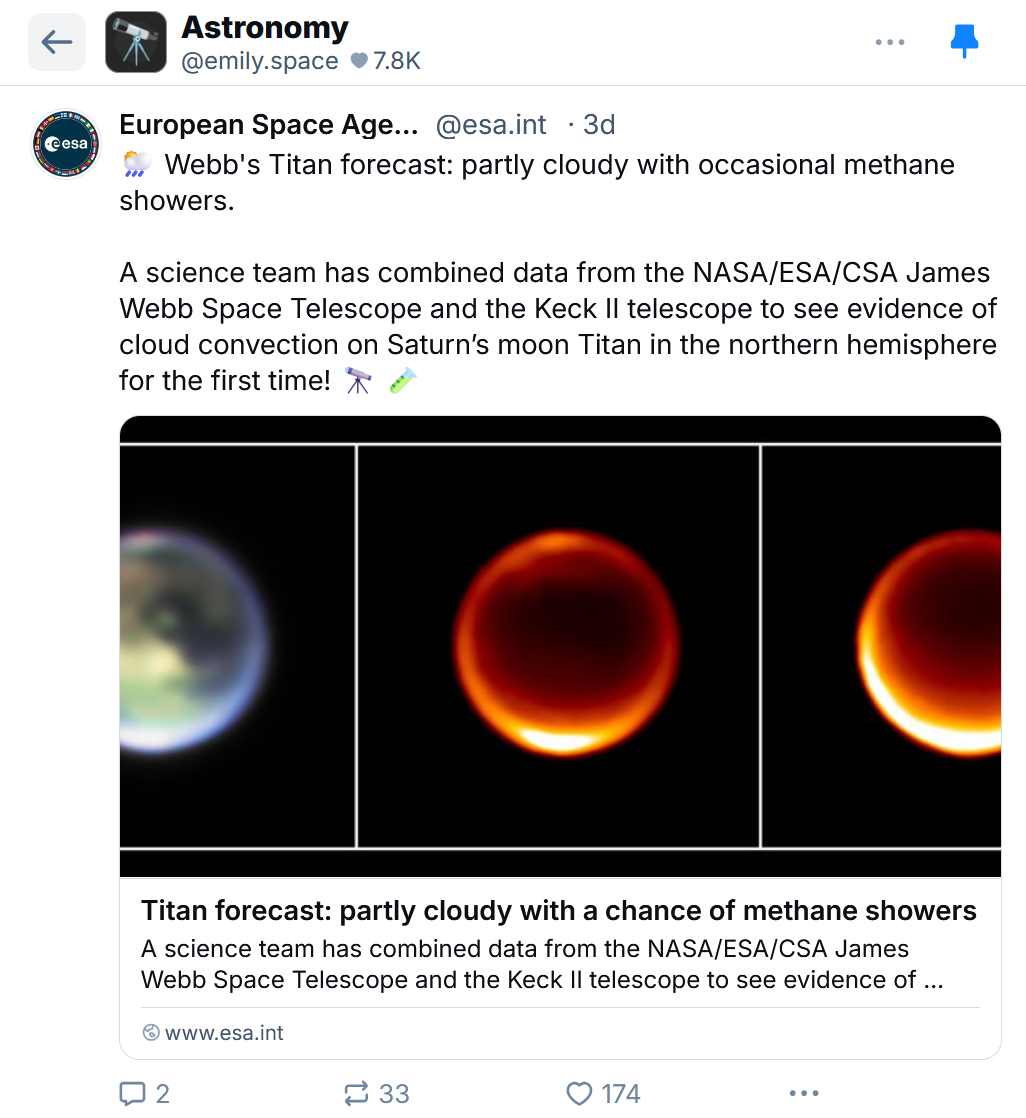 Astronomy
@emily.space 7.8K
esa
European Space Age... @esa.int · 3d
Webb's Titan forecast: partly cloudy with occasional methane
showers.
A science team has combined data from the NASA/ESA/CSA James
Webb Space Telescope and the Keck II telescope to see evidence of
cloud convection on Saturn’s moon Titan in the northern hemisphere
for the first time!
Titan forecast: partly cloudy with a chance of methane showers
A science team has combined data from the NASA/ESA/CSA James
Webb Space Telescope and the Keck II telescope to see evidence of ...
www.esa.int
2 33 174